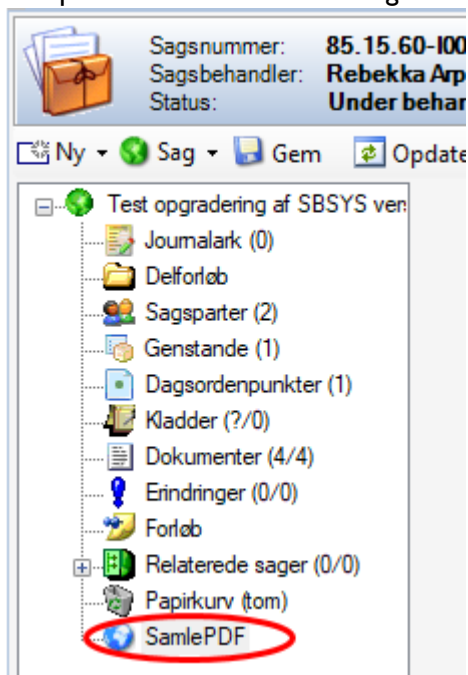 Sagsnummer: 85.15.60-I00
Sagsbehandler: Rebekka Arp
Status: Under behar
Ny Sag Gem Opdate
Test opgradering af SBSYS vers
Journalark (0)
Delforløb
Sagsparter (2)
Genstande (1)
Dagsordenpunkter (1)
Kladder (?/0)
Dokumenter (4/4)
Erindringer (0/0)
Forløb
Relaterede sager (0/0)
Papirkurv (tom)
SamlePDF